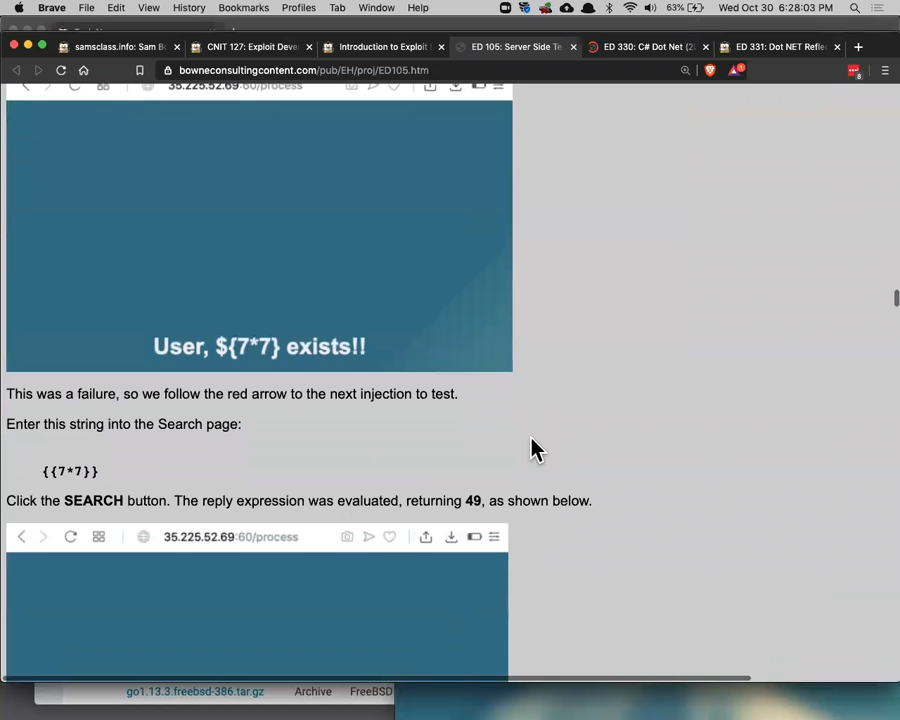 Brave File Edit View History Bookmarks Profiles Tab Window Help 63% Wed Oct 30 6:28:03 PM
samsclass.info: Sam B CNIT 127: Exploit Deve Introduction to Exploit ED 105: Server Side Te ED 330: C# Dot Net (2 ED 331: Dot NET Refle
bowneconsultingcontent.com/pub/EH/proj/ED105.htm
35.225.52.69:60/process
User, ${7*7} exists!!
This was a failure, so we follow the red arrow to the next injection to test.
Enter this string into the Search page:
{{7*7}}
Click the SEARCH button. The reply expression was evaluated, returning 49, as shown below.
35.225.52.69:60/process
go1.13.3.freebsd-386.tar.gz Archive FreeBSD